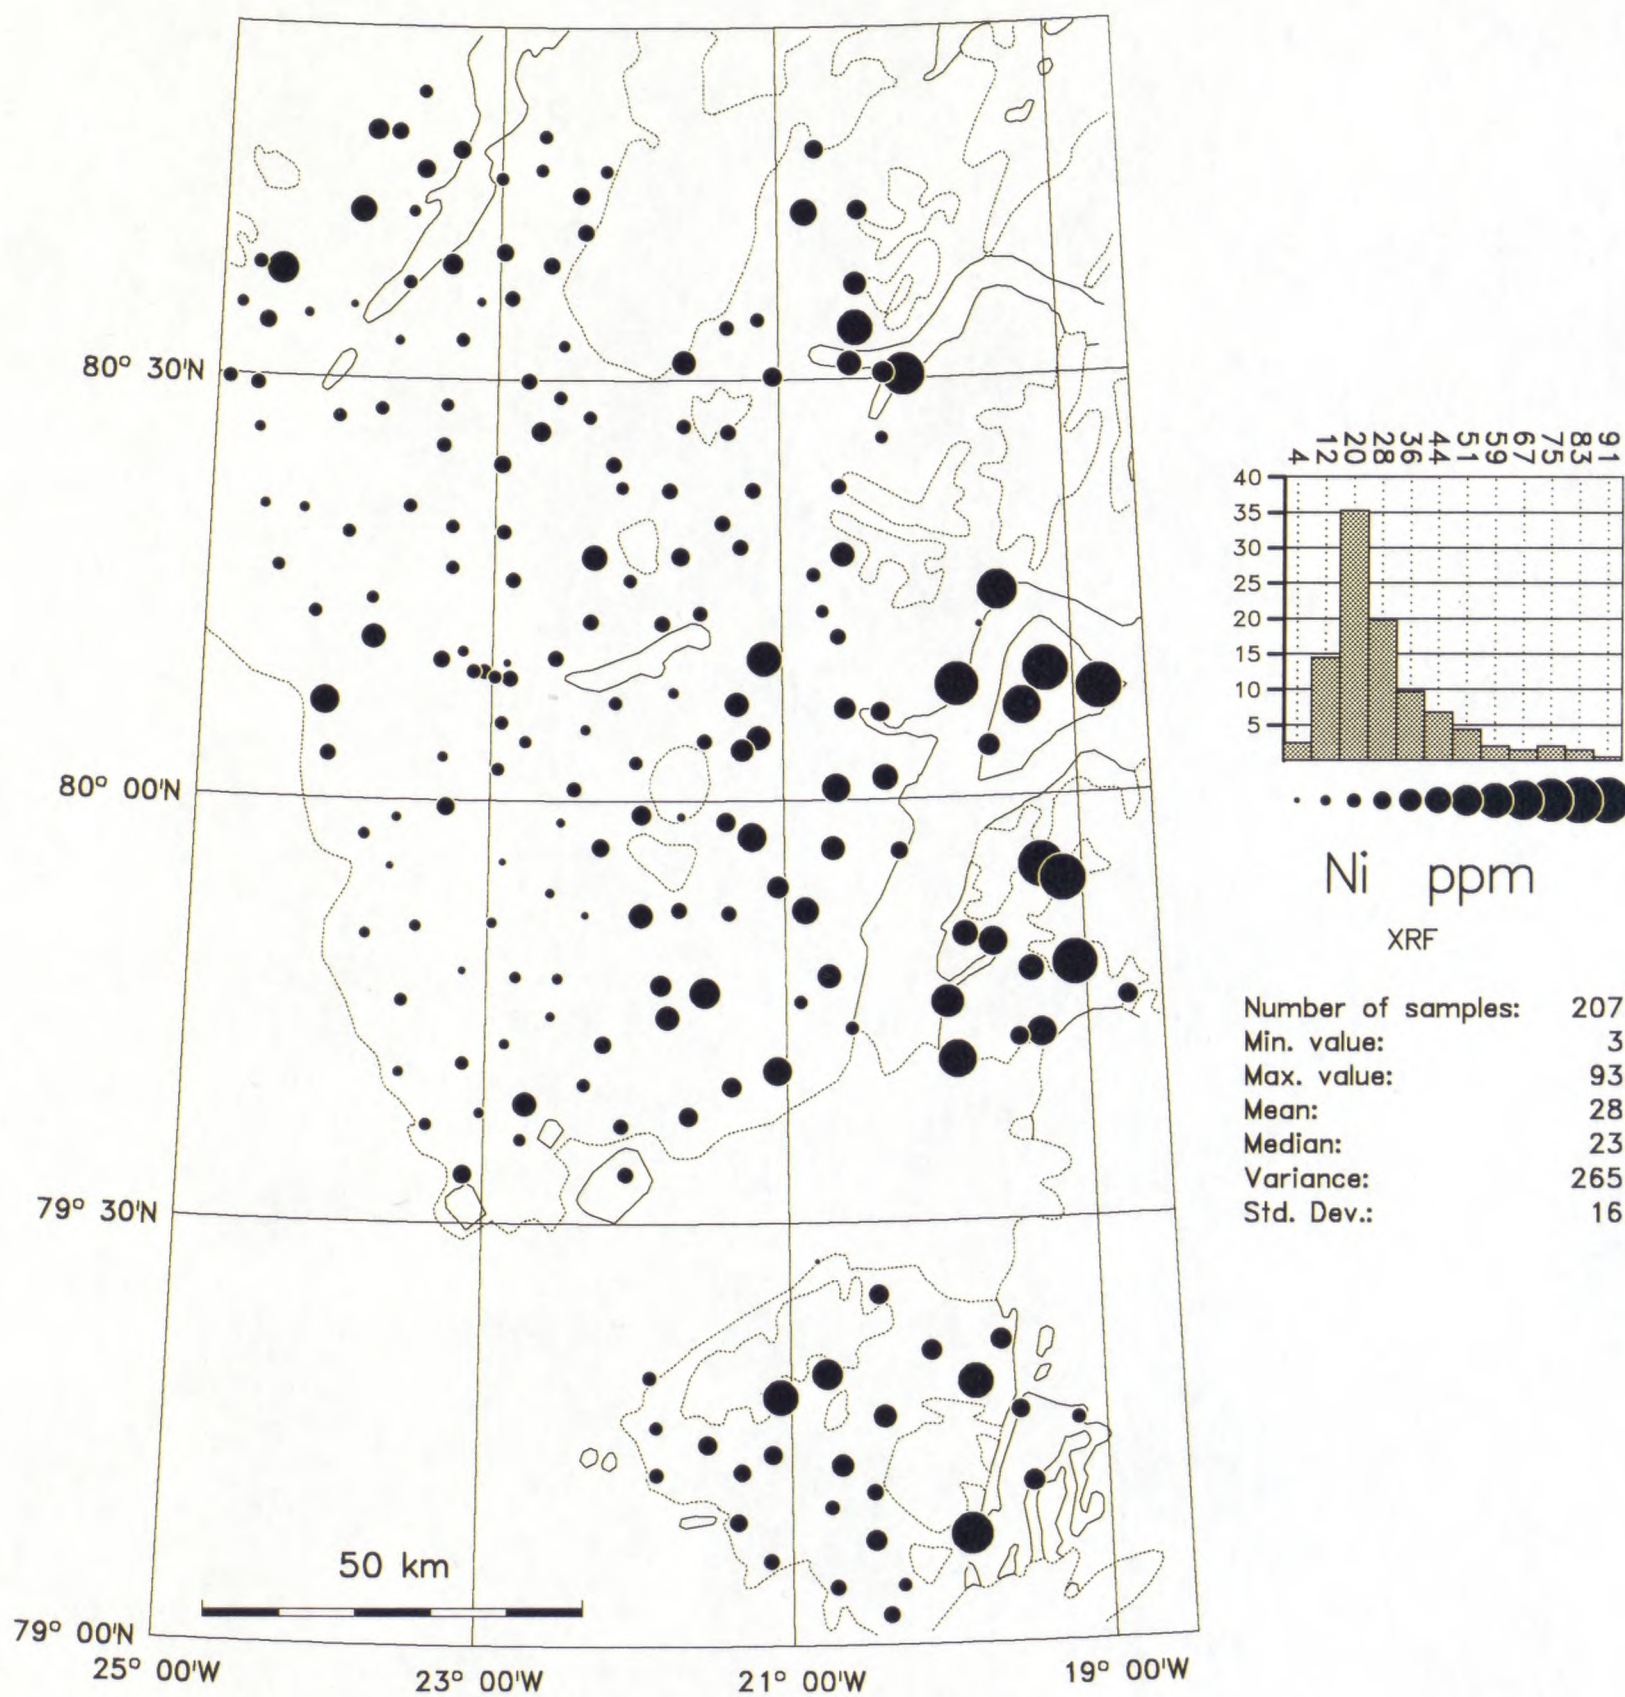 80° 30'N
80° 00'N
79° 30'N
79° 00'N
25° 00'W
23° 00'W
21° 00'W
19° 00'W
50 km
4 12 20 28 36 44 51 59 67 75 83 91
40
35
30
25
20
15
10
5
Ni ppm
XRF
Number of samples: 207
Min. value: 3
Max. value: 93
Mean: 28
Median: 23
Variance: 265
Std. Dev.: 16